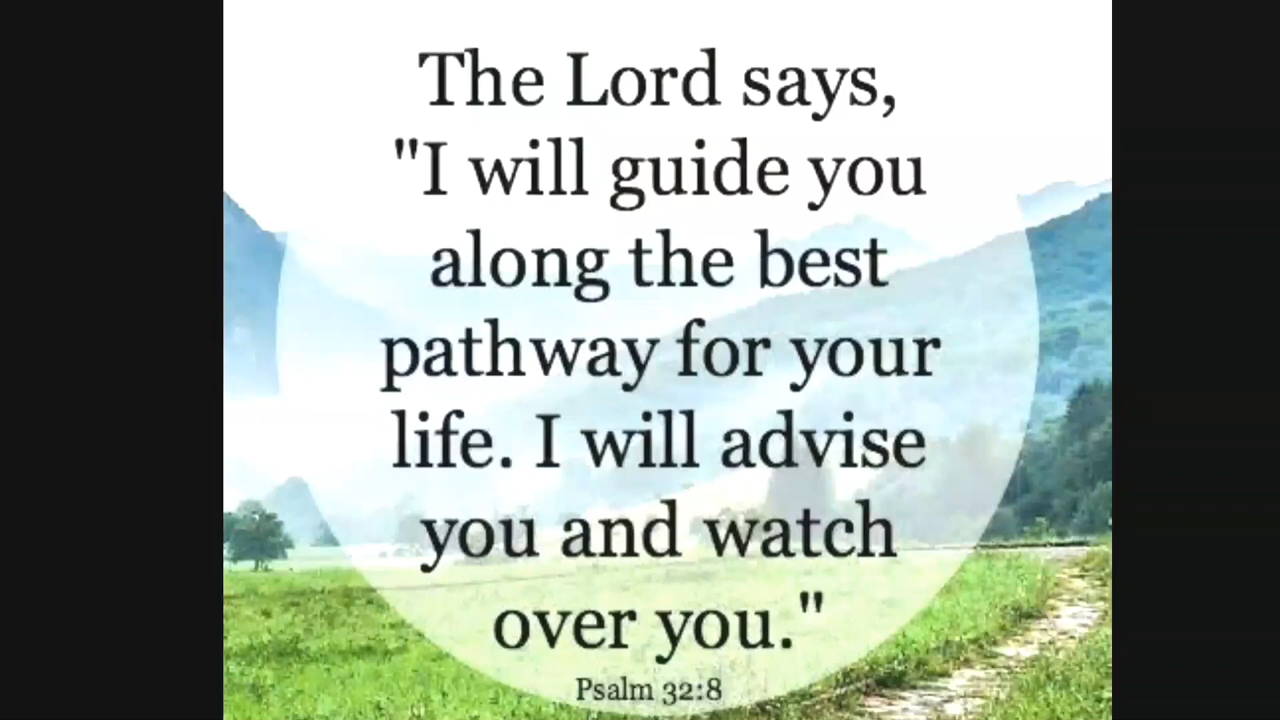 The Lord says,
"I will guide you
along the best
pathway for your
life. I will advise
you and watch
over you."
Psalm 32:8